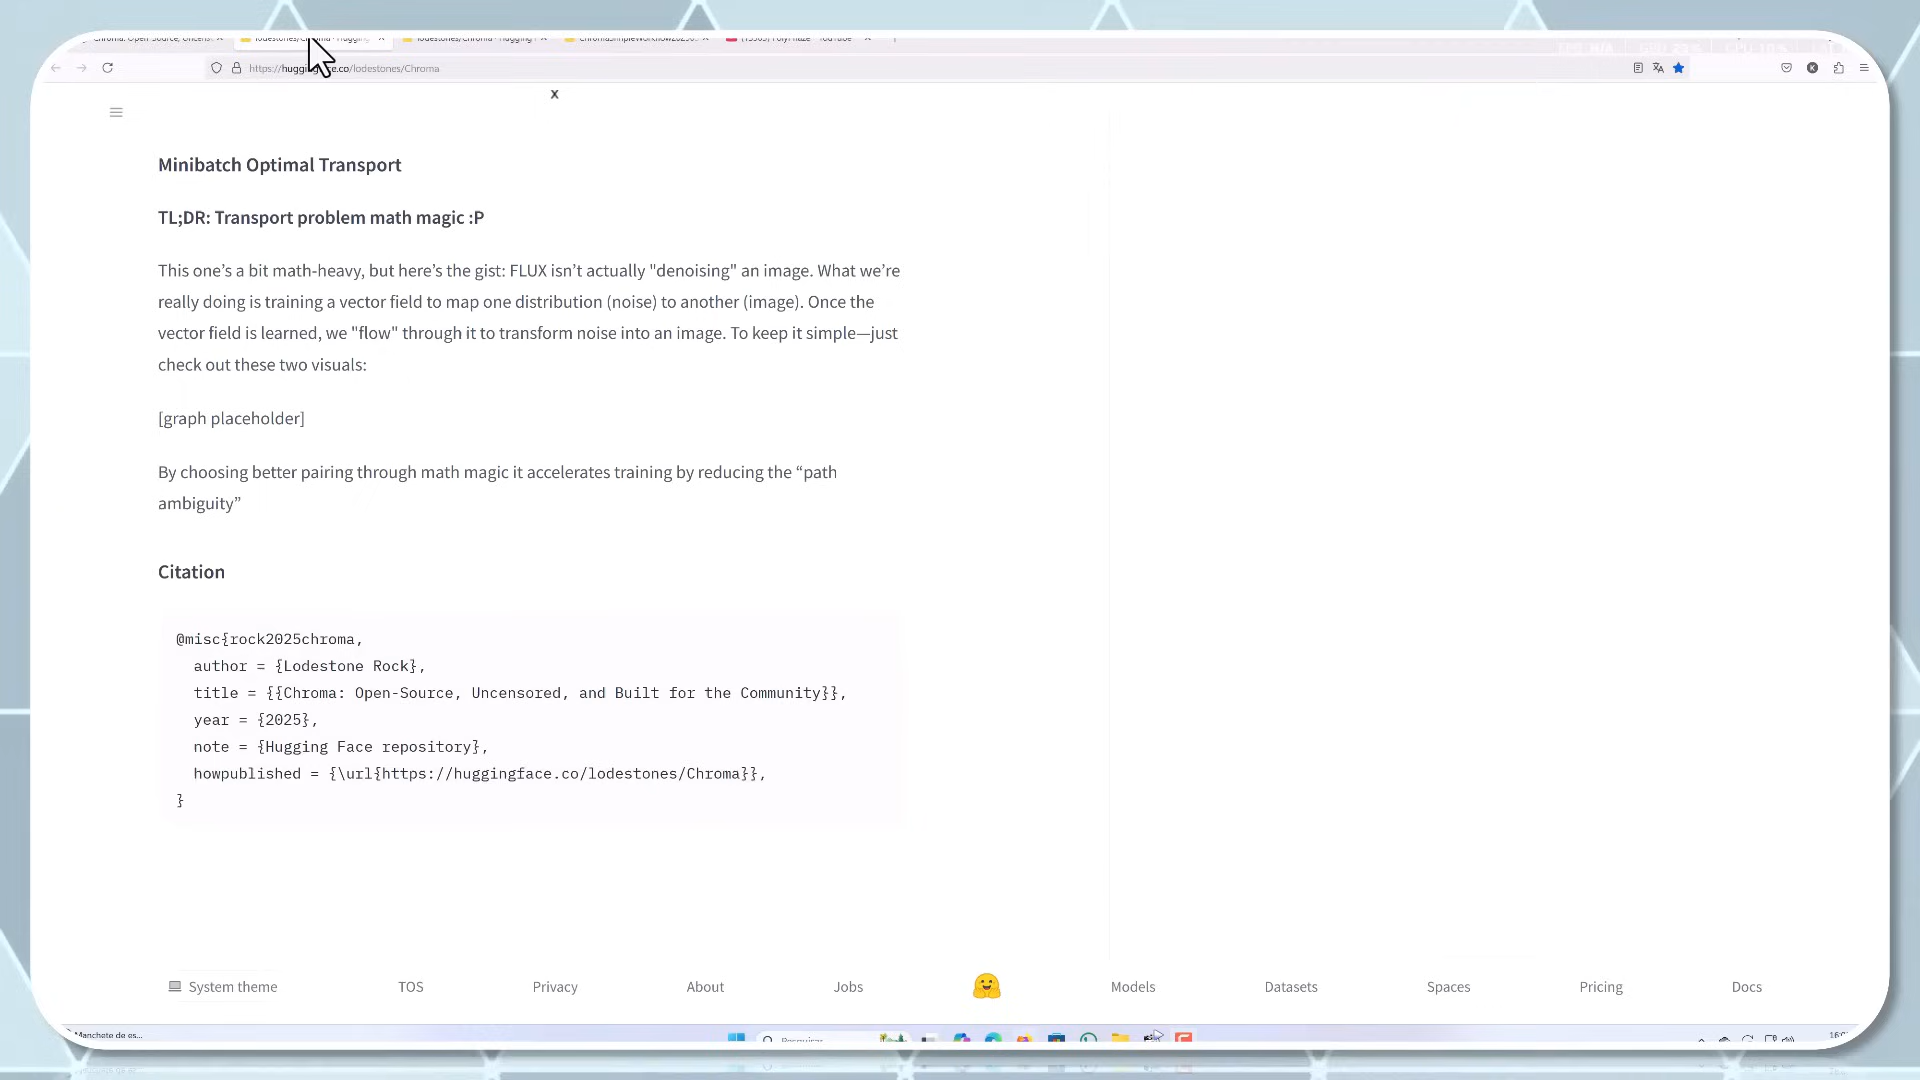 https://huggingface.co/lodestones/Chroma
x
Minibatch Optimal Transport
TL;DR: Transport problem math magic :P
This one’s a bit math-heavy, but here’s the gist: FLUX isn’t actually "denoising" an image. What we’re
really doing is training a vector field to map one distribution (noise) to another (image). Once the
vector field is learned, we "flow" through it to transform noise into an image. To keep it simple—just
check out these two visuals:
[graph placeholder]
By choosing better pairing through math magic it accelerates training by reducing the “path
ambiguity”
Citation
@misc{rock2025chroma,
author = {Lodestone Rock},
title = {{Chroma: Open-Source, Uncensored, and Built for the Community}},
year = {2025},
note = {Hugging Face repository},
howpublished = {\url{https://huggingface.co/lodestones/Chroma}},
}
System theme TOS Privacy About Jobs Models Datasets Spaces Pricing Docs
Manchete de es...